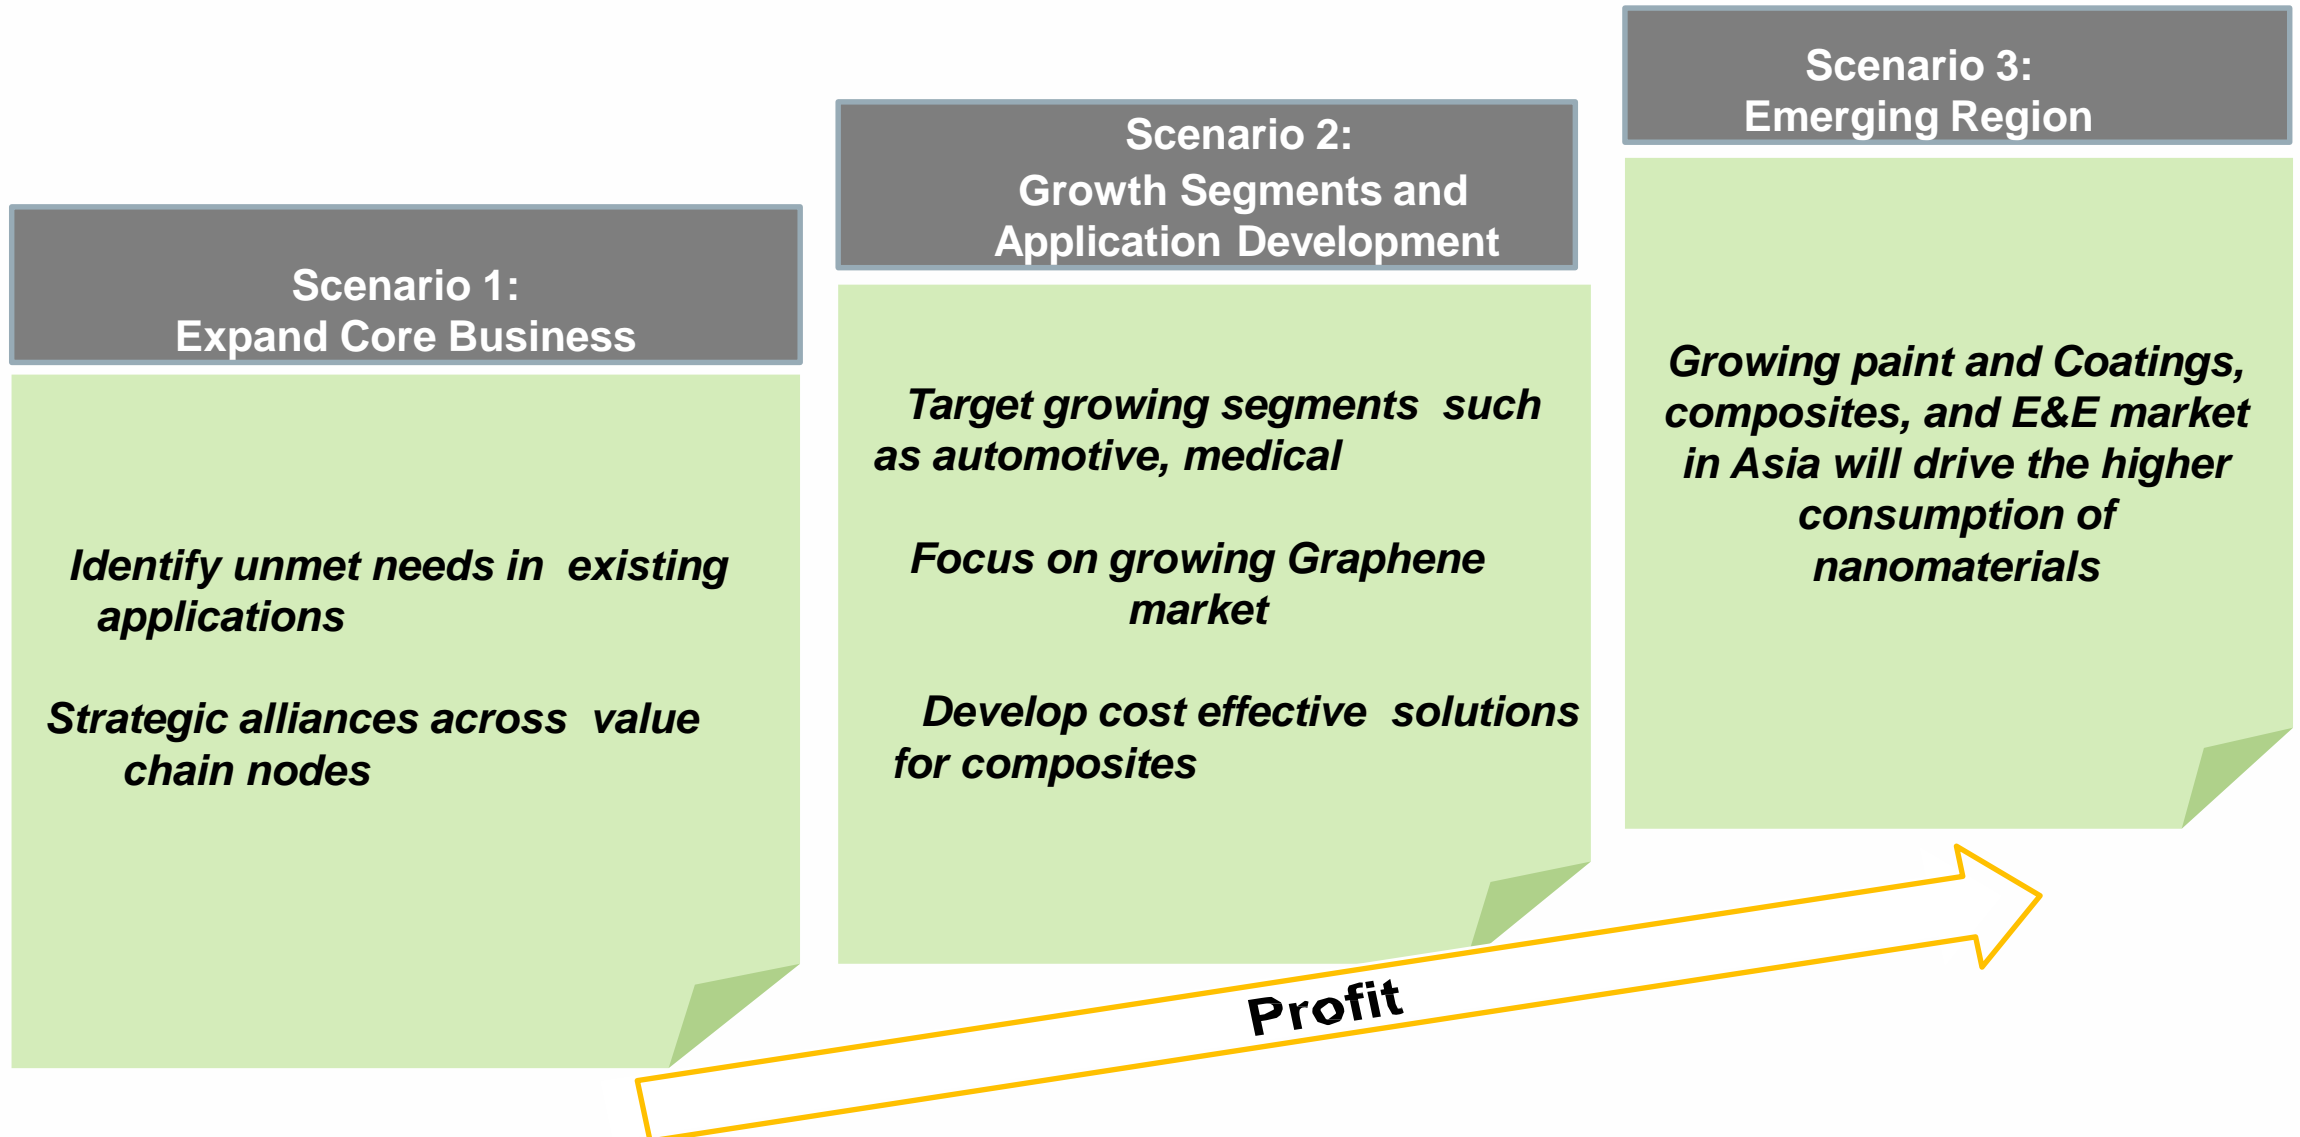 Scenario 1:
Expand Core Business
Identify unmet needs in existing
applications
Strategic alliances across value
chain nodes
Scenario 2:
Growth Segments and
Application Development
Target growing segments such
as automotive, medical
Focus on growing Graphene
market
Develop cost effective solutions
for composites
Scenario 3:
Emerging Region
Growing paint and Coatings,
composites, and E&E market
in Asia will drive the higher
consumption of
nanomaterials
Profit